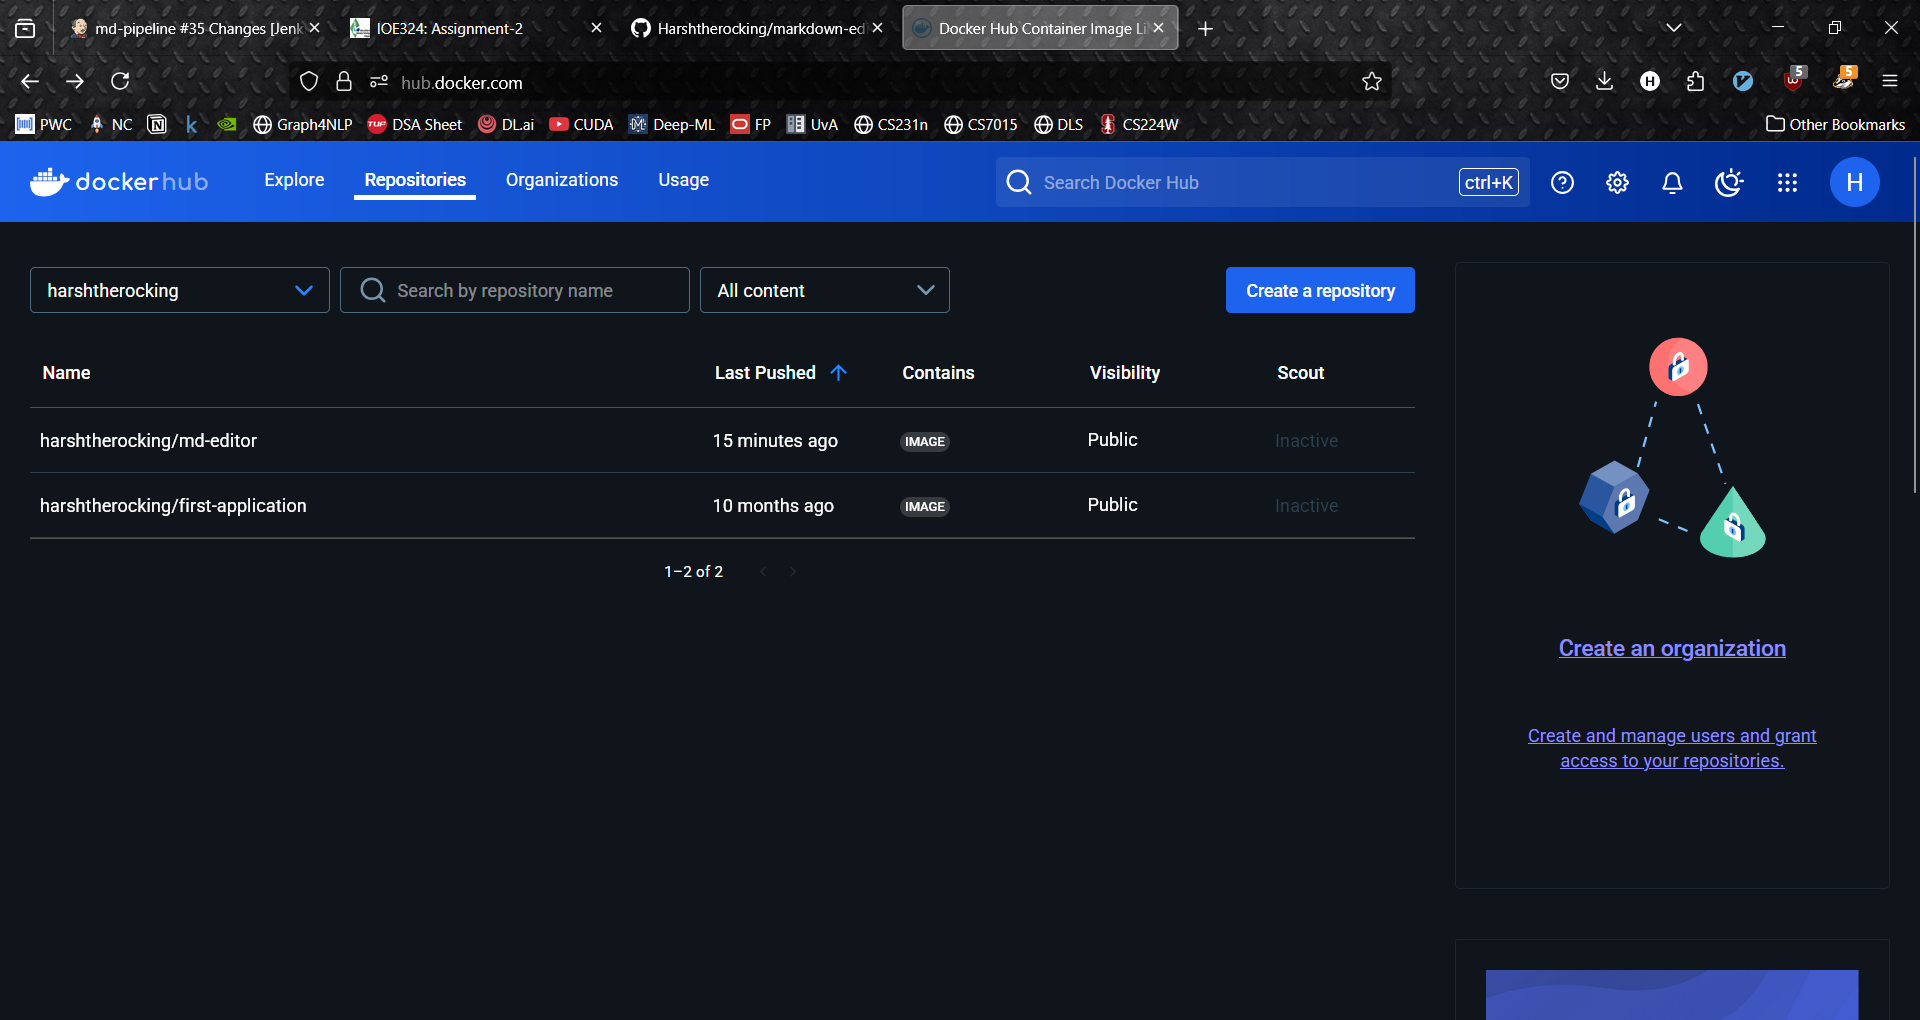 md-pipeline #35 Changes [Jenk
IOE324: Assignment-2
Harshtherocking/markdown-ed
Docker Hub Container Image Li
hub.docker.com
5
5
PWC
NC
Graph4NLP
TUF
DSA Sheet
DL.ai
CUDA
Deep-ML
FP
UvA
CS231n
CS7015
DLS
CS224W
Other Bookmarks
dockerhub
Explore
Repositories
Organizations
Usage
Search Docker Hub
ctrl+K
H
harshtherocking
Search by repository name
All content
Create a repository
Name Last Pushed Contains Visibility Scout
harshtherocking/md-editor 15 minutes ago IMAGE Public Inactive
harshtherocking/first-application 10 months ago IMAGE Public Inactive
1–2 of 2
Create an organization
Create and manage users and grant
access to your repositories.